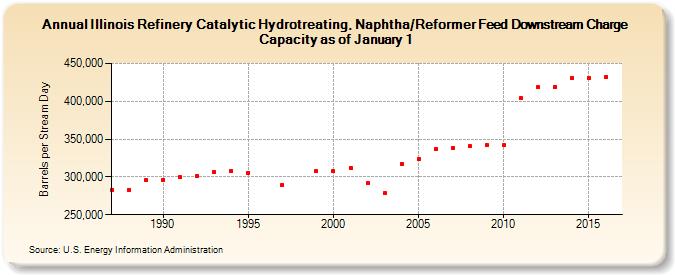 Annual Illinois Refinery Catalytic Hydrotreating, Naphtha/Reformer Feed Downstream Charge
Capacity as of January 1
Barrels per Stream Day
450,000
400,000
350,000
300,000
250,000
1990
1995
2000
2005
2010
2015
Source: U.S. Energy Information Administration